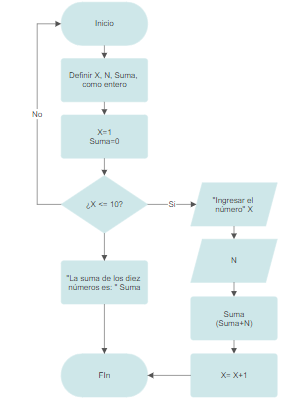 Inicio
Definir X, N, Suma,
como entero
No
X=1
Suma=0
¿X <= 10?
Si
"Ingresar el
número" X
N
"La suma de los diez
números es: " Suma
Suma
(Suma+N)
FIn
X= X+1